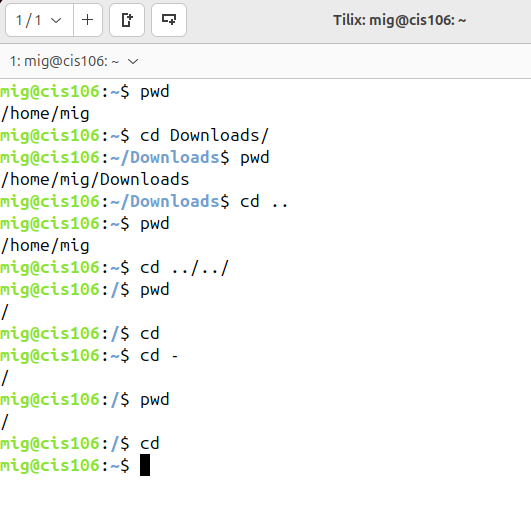 1 / 1
Tilix: mig@cis106: ~
1: mig@cis106: ~
mig@cis106:~$ pwd
/home/mig
mig@cis106:~$ cd Downloads/
mig@cis106:~/Downloads$ pwd
/home/mig/Downloads
mig@cis106:~/Downloads$ cd ..
mig@cis106:~$ pwd
/home/mig
mig@cis106:~$ cd ../../
mig@cis106:/$ pwd
/
mig@cis106:/$ cd
mig@cis106:~$ cd -
/
mig@cis106:/$ pwd
/
mig@cis106:/$ cd
mig@cis106:~$